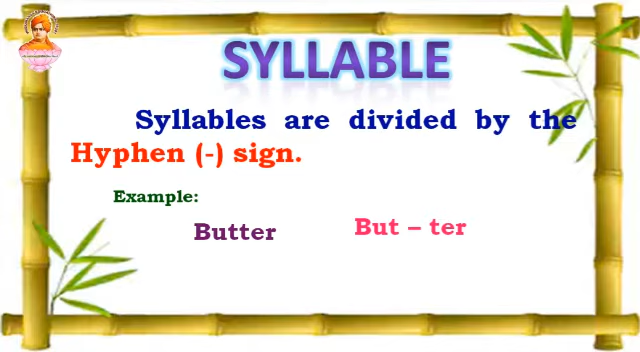 SYLLABLE
Syllables are divided by the
Hyphen (-) sign.
Example:
Butter
But – ter